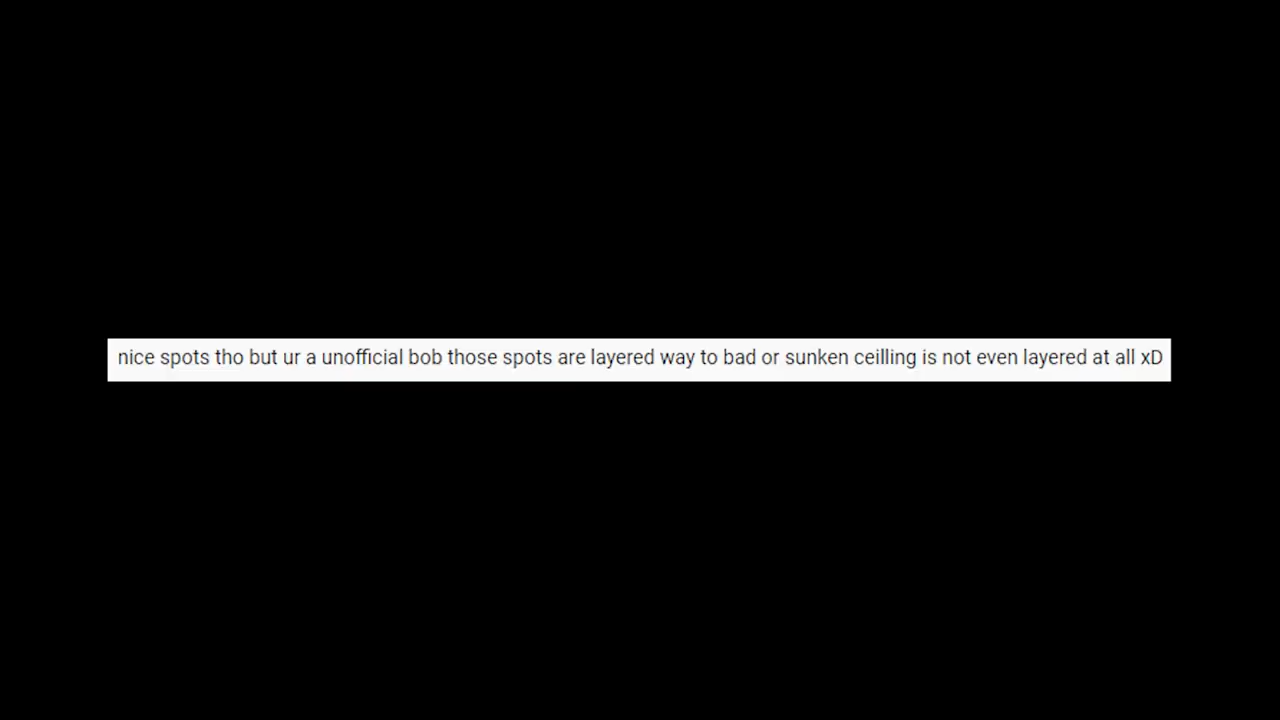 nice spots tho but ur a unofficial bob those spots are layered way to bad or sunken ceilling is not even layered at all xD